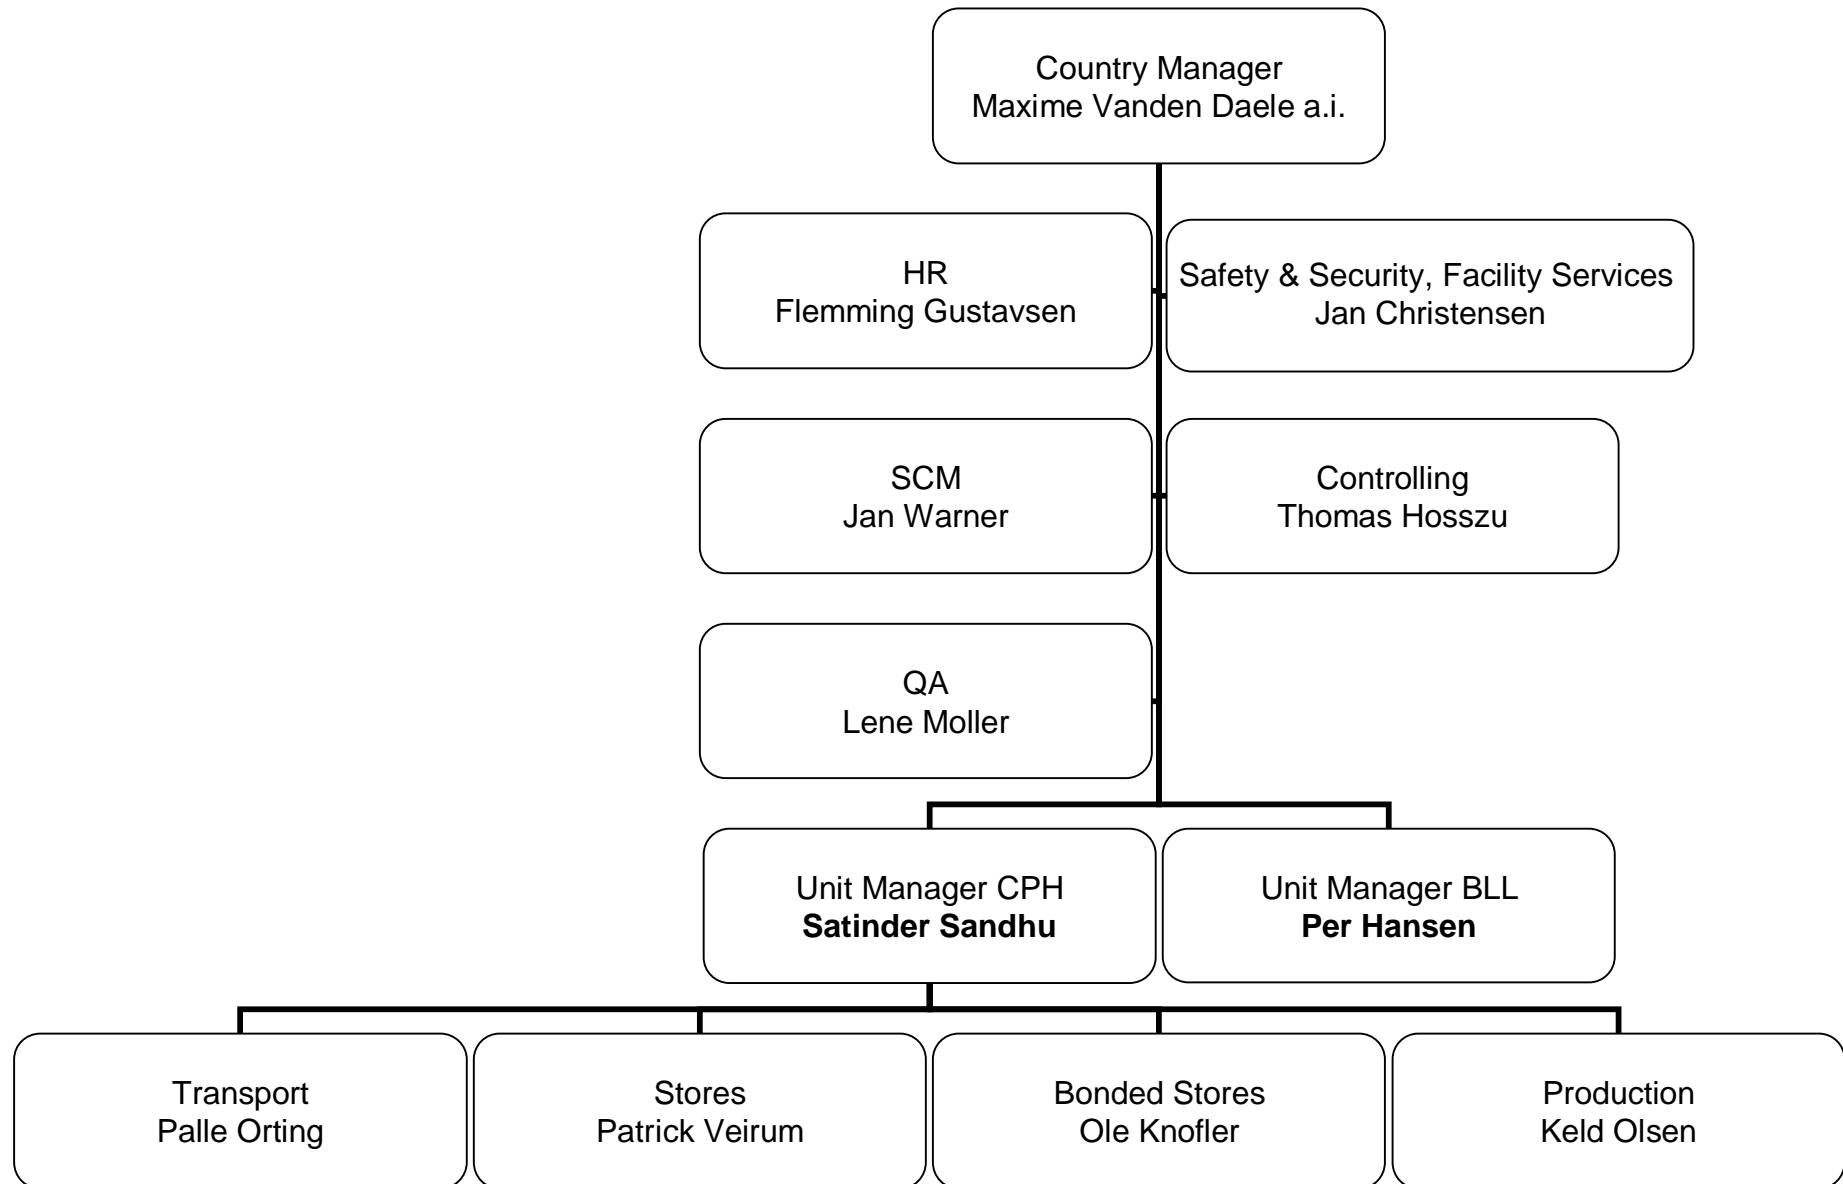 Country Manager
Maxime Vanden Daele a.i.
HR
Flemming Gustavsen
Safety & Security, Facility Services
Jan Christensen
SCM
Jan Warner
Controlling
Thomas Hosszu
QA
Lene Moller
Unit Manager CPH
Satinder Sandhu
Unit Manager BLL
Per Hansen
Transport
Palle Orting
Stores
Patrick Veirum
Bonded Stores
Ole Knofler
Production
Keld Olsen